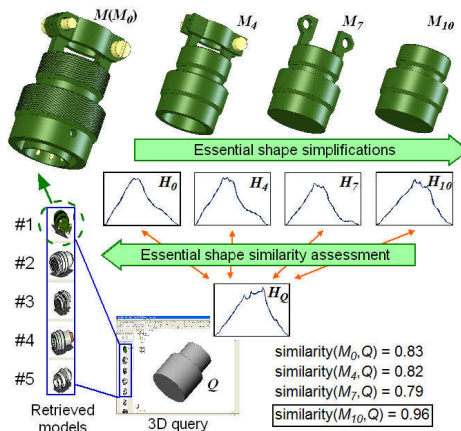 M(M0) M4 M7 M10
Essential shape simplifications
H0 H4 H7 H10
#1
Essential shape similarity assessment
#2
HQ
#3
#4
Q
similarity(M0,Q) = 0.83
similarity(M4,Q) = 0.82
#5
similarity(M7,Q) = 0.79
similarity(M10,Q) = 0.96
Retrieved
models
3D query